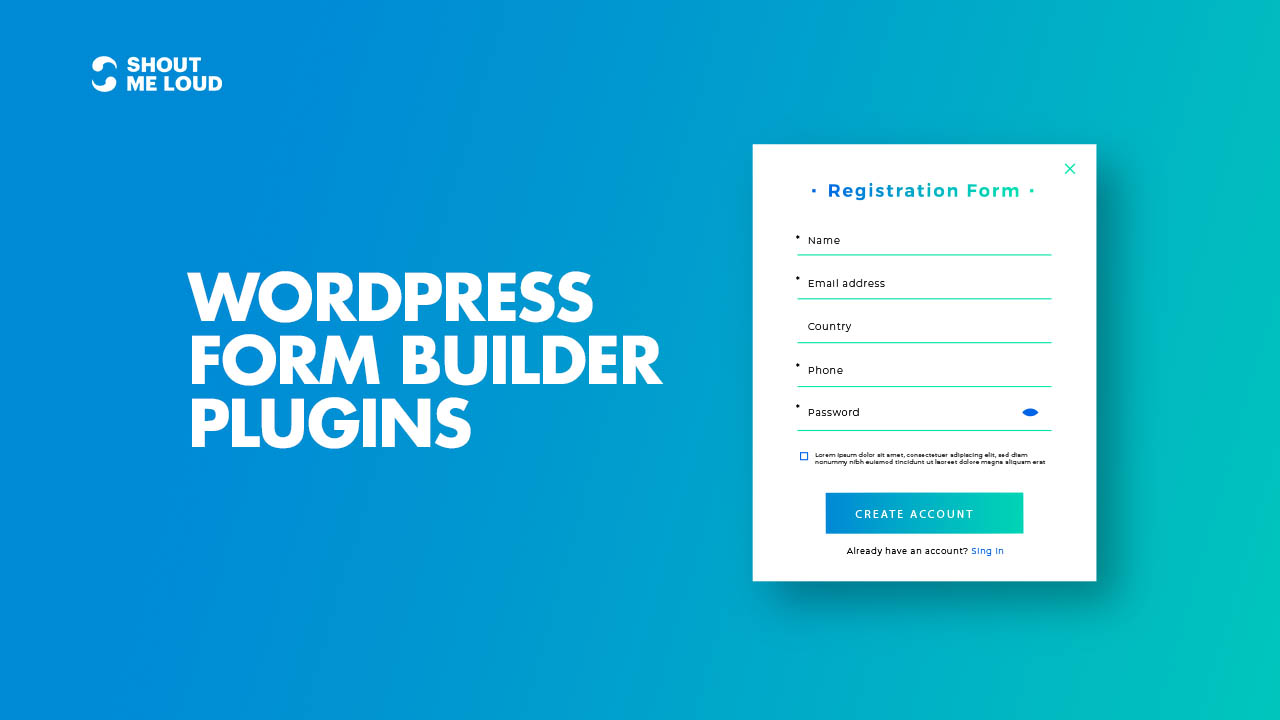 SHOUT
ME LOUD
WORDPRESS
FORM BUILDER
PLUGINS
Registration Form
* Name
* Email address
Country
* Phone
* Password
Lorem ipsum dolor sit amet, consectetuer adipiscing elit, sed diam
nonummy nibh euismod tincidunt ut laoreet dolore magna aliquam erat
CREATE ACCOUNT
Already have an account? Sing In